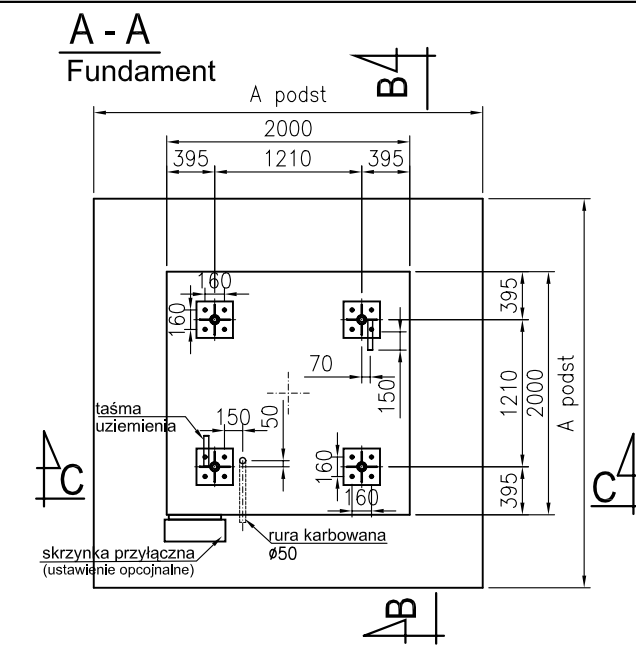 A - A
Fundament
B
A podst
2000
395 1210 395
160
160
395
1210
2000
A podst
70
150
taśma
uziemienia
150
50
160
160
395
C
C
skrzynka przyłączna
(ustawienie opcojnalne)
rura karbowana
ø50
B